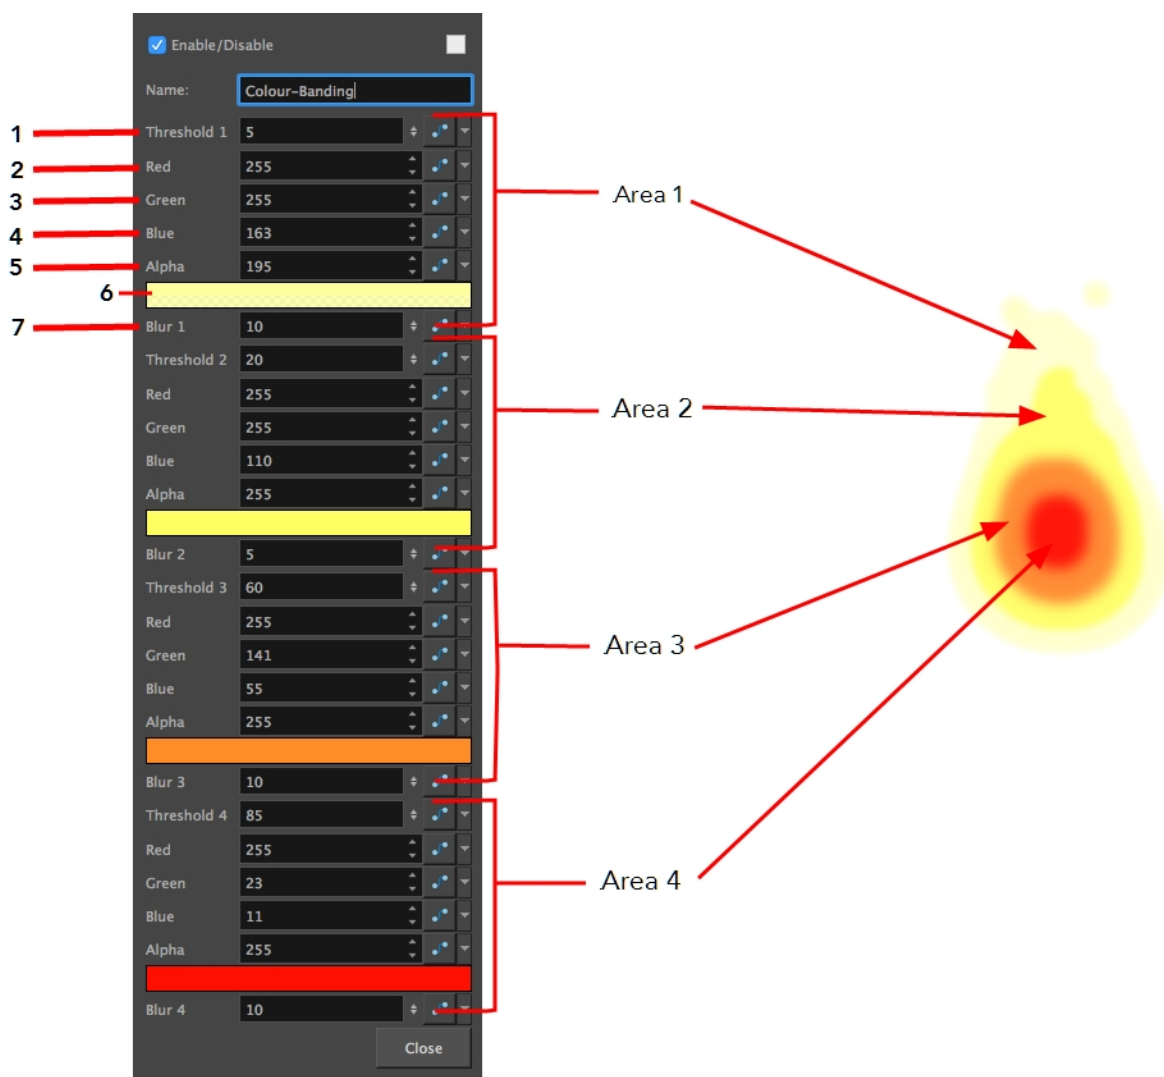 Enable/Disable
Name: Colour-Banding
1 Threshold 1 5
2 Red 255
3 Green 255
4 Blue 163
5 Alpha 195
6
7 Blur 1 10
Area 1
Threshold 2 20
Red 255
Green 255
Blue 110
Alpha 255
Blur 2 5
Area 2
Threshold 3 60
Red 255
Green 141
Blue 55
Alpha 255
Blur 3 10
Area 3
Threshold 4 85
Red 255
Green 23
Blue 11
Alpha 255
Blur 4 10
Area 4
Close